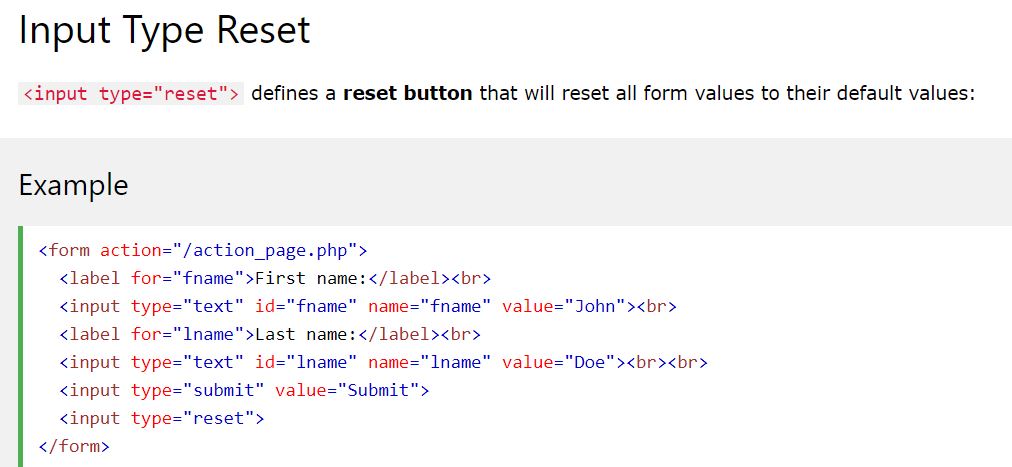 Input Type Reset
<input type="reset"> defines a reset button that will reset all form values to their default values:
Example
<form action="/action_page.php">
  <label for="fname">First name:</label><br>
  <input type="text" id="fname" name="fname" value="John"><br>
  <label for="lname">Last name:</label><br>
  <input type="text" id="lname" name="lname" value="Doe"><br><br>
  <input type="submit" value="Submit">
  <input type="reset">
</form>